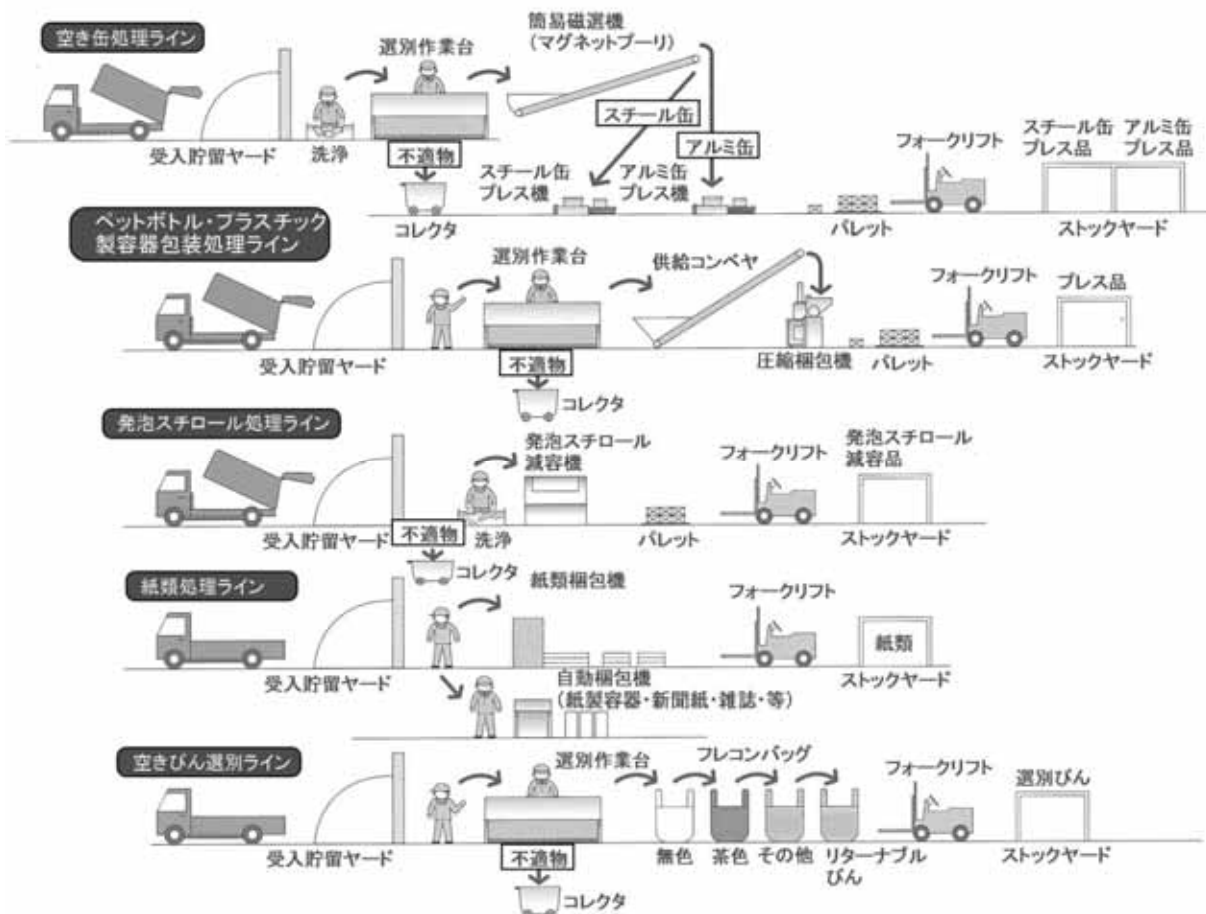 空き缶処理ライン
選別作業台
簡易磁選機
(マグネットプーリ)
スチール缶
アルミ缶
受入貯留ヤード
洗浄
不適物
コレクタ
スチール缶
プレス機
アルミ缶
プレス機
パレット
フォークリフト
スチール缶
プレス品
アルミ缶
プレス品
ストックヤード
ペットボトル・プラスチック
製容器包装処理ライン
選別作業台
供給コンベヤ
受入貯留ヤード
不適物
コレクタ
圧縮梱包機
パレット
フォークリフト
プレス品
ストックヤード
発泡スチロール処理ライン
発泡スチロール
減容機
受入貯留ヤード
不適物
コレクタ
洗浄
パレット
フォークリフト
発泡スチロール
減容品
ストックヤード
紙類処理ライン
紙類梱包機
受入貯留ヤード
自動梱包機
(紙製容器・新聞紙・雑誌・等)
フォークリフト
紙類
ストックヤード
空きびん選別ライン
選別作業台
フレコンバッグ
受入貯留ヤード
不適物
コレクタ
無色
茶色
その他
リターナブル
びん
フォークリフト
選別びん
ストックヤード